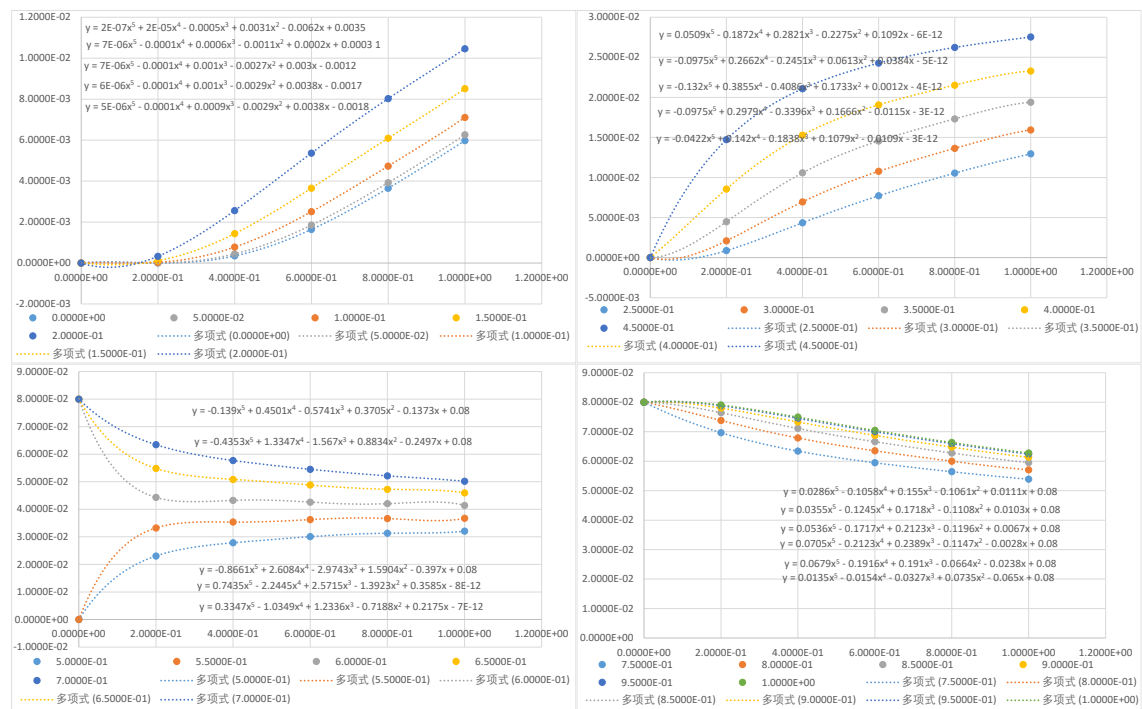 1.2000E-02
1.0000E-02
8.0000E-03
6.0000E-03
4.0000E-03
2.0000E-03
0.0000E+00
-2.0000E-03
y = 2E-07x⁵ + 2E-05x⁴ - 0.0005x³ + 0.0031x² - 0.0062x + 0.0035
y = 7E-06x⁵ - 0.0001x⁴ + 0.0006x³ - 0.0011x² + 0.0002x + 0.0003 1
y = 7E-06x⁵ - 0.0001x⁴ + 0.001x³ - 0.0027x² + 0.003x - 0.0012
y = 6E-06x⁵ - 0.0001x⁴ + 0.001x³ - 0.0029x² + 0.0038x - 0.0017
y = 5E-06x⁵ - 0.0001x⁴ + 0.0009x³ - 0.0029x² + 0.0038x - 0.0018
0.0000E+00 2.0000E-01 4.0000E-01 6.0000E-01 8.0000E-01 1.0000E+00 1.2000E+00
0.0000E+00 5.0000E-02 1.0000E-01 1.5000E-01
2.0000E-01 多项式 (0.0000E+00) 多项式 (5.0000E-02) 多项式 (1.0000E-01)
多项式 (1.5000E-01) 多项式 (2.0000E-01)
3.0000E-02
2.5000E-02
2.0000E-02
1.5000E-02
1.0000E-02
5.0000E-03
0.0000E+00
-5.0000E-03
y = 0.0509x⁵ - 0.1872x⁴ + 0.2821x³ - 0.2275x² + 0.1092x - 6E-12
y = -0.0975x⁵ + 0.2662x⁴ - 0.2451x³ + 0.0613x² + 0.0384x - 5E-12
y = -0.132x⁵ + 0.3855x⁴ - 0.4086x³ + 0.1733x² + 0.0012x - 4E-12
y = -0.0975x⁵ + 0.2979x⁴ - 0.3396x³ + 0.1666x² - 0.0115x - 3E-12
y = -0.0422x⁵ + 0.142x⁴ - 0.1838x³ + 0.1079x² - 0.0109x - 3E-12
0.0000E+00 2.0000E-01 4.0000E-01 6.0000E-01 8.0000E-01 1.0000E+00 1.2000E+00
2.5000E-01 3.0000E-01 3.5000E-01 4.0000E-01
4.5000E-01 多项式 (2.5000E-01) 多项式 (3.0000E-01) 多项式 (3.5000E-01)
多项式 (4.0000E-01) 多项式 (4.5000E-01)
9.0000E-02
8.0000E-02
7.0000E-02
6.0000E-02
5.0000E-02
4.0000E-02
3.0000E-02
2.0000E-02
1.0000E-02
0.0000E+00
-1.0000E-02
y = -0.139x⁵ + 0.4501x⁴ - 0.5741x³ + 0.3705x² - 0.1373x + 0.08
y = -0.4353x⁵ + 1.3347x⁴ - 1.567x³ + 0.8834x² - 0.2497x + 0.08
y = -0.8661x⁵ + 2.6084x⁴ - 2.9743x³ + 1.5904x² - 0.397x + 0.08
y = 0.7435x⁵ - 2.2445x⁴ + 2.5715x³ - 1.3923x² + 0.3585x - 8E-12
y = 0.3347x⁵ - 1.0349x⁴ + 1.2336x³ - 0.7188x² + 0.2175x - 7E-12
0.0000E+00 2.0000E-01 4.0000E-01 6.0000E-01 8.0000E-01 1.0000E+00 1.2000E+00
5.0000E-01 5.5000E-01 6.0000E-01 6.5000E-01
7.0000E-01 多项式 (5.0000E-01) 多项式 (5.5000E-01) 多项式 (6.0000E-01)
多项式 (6.5000E-01) 多项式 (7.0000E-01)
9.0000E-02
8.0000E-02
7.0000E-02
6.0000E-02
5.0000E-02
4.0000E-02
3.0000E-02
2.0000E-02
1.0000E-02
0.0000E+00
y = 0.0286x⁵ - 0.1058x⁴ + 0.155x³ - 0.1061x² + 0.0111x + 0.08
y = 0.0355x⁵ - 0.1245x⁴ + 0.1718x³ - 0.1108x² + 0.0103x + 0.08
y = 0.0536x⁵ - 0.1717x⁴ + 0.2123x³ - 0.1196x² + 0.0067x + 0.08
y = 0.0705x⁵ - 0.2123x⁴ + 0.2389x³ - 0.1147x² - 0.0028x + 0.08
y = 0.0679x⁵ - 0.1916x⁴ + 0.191x³ - 0.0664x² - 0.0238x + 0.08
y = 0.0135x⁵ - 0.0154x⁴ - 0.0327x³ + 0.0735x² - 0.065x + 0.08
0.0000E+00 2.0000E-01 4.0000E-01 6.0000E-01 8.0000E-01 1.0000E+00 1.2000E+00
7.5000E-01 8.0000E-01 8.5000E-01 9.0000E-01
9.5000E-01 1.0000E+00 多项式 (7.5000E-01) 多项式 (8.0000E-01)
多项式 (8.5000E-01) 多项式 (9.0000E-01) 多项式 (9.5000E-01) 多项式 (1.0000E+00)